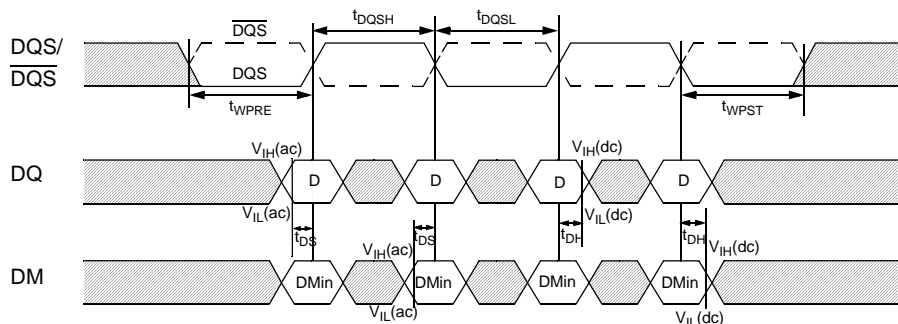 tDQSH tDQSL
DQS
DQS/
DQS
DQS
tWPRE tWPST
VIH(ac) VIH(dc)
DQ D D D D
VIL(ac) VIL(dc)
tDS tDS tDH tDH
VIH(ac) VIH(dc)
DM DMin DMin DMin DMin
VIL(ac) VIL(dc)